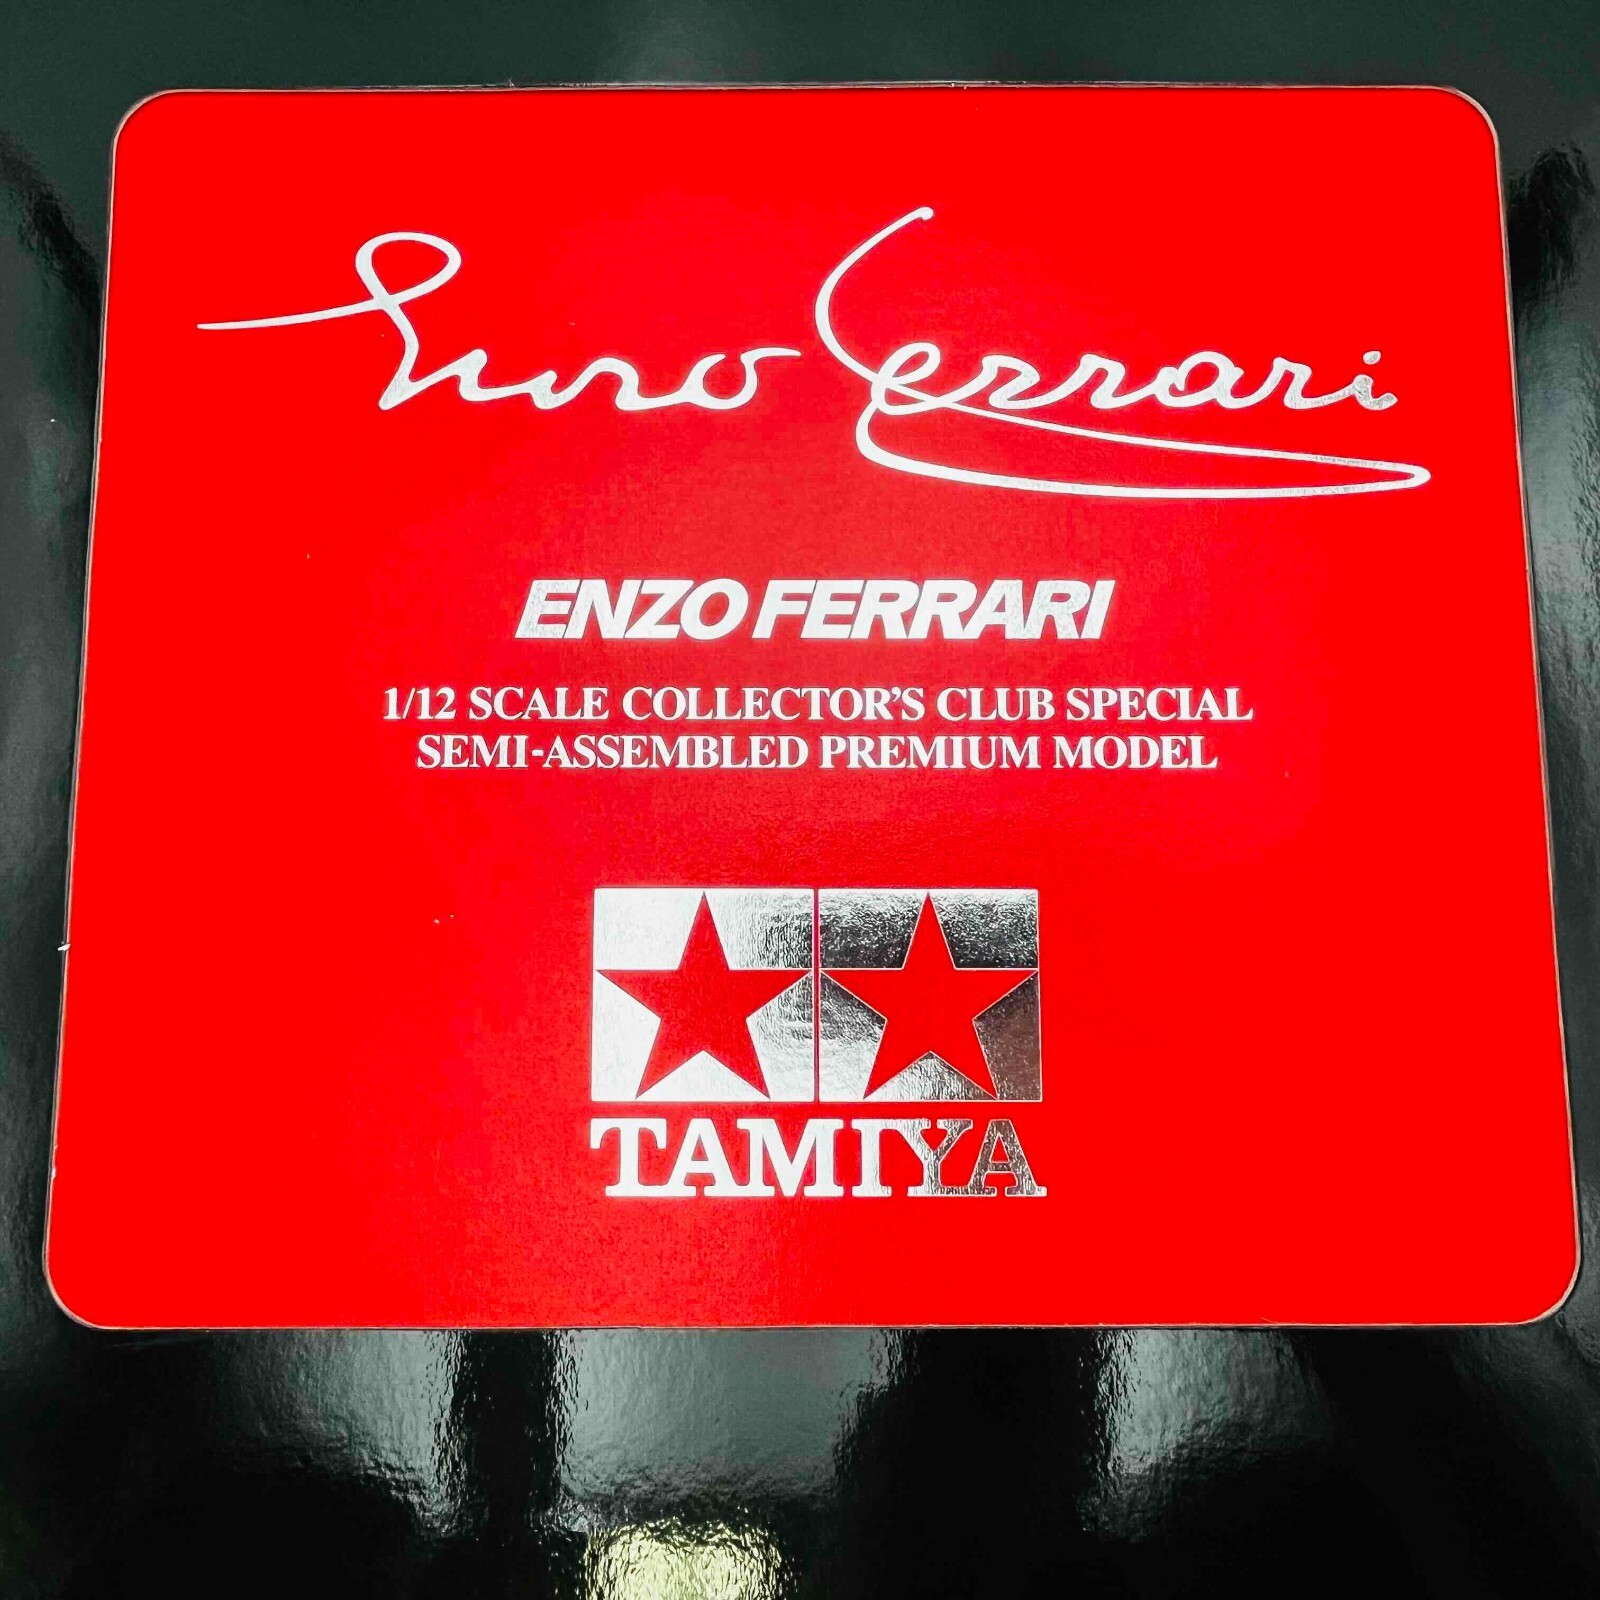 Enzo Ferrari
ENZO FERRARI
1/12 SCALE COLLECTOR'S CLUB SPECIAL
SEMI-ASSEMBLED PREMIUM MODEL
TAMIYA